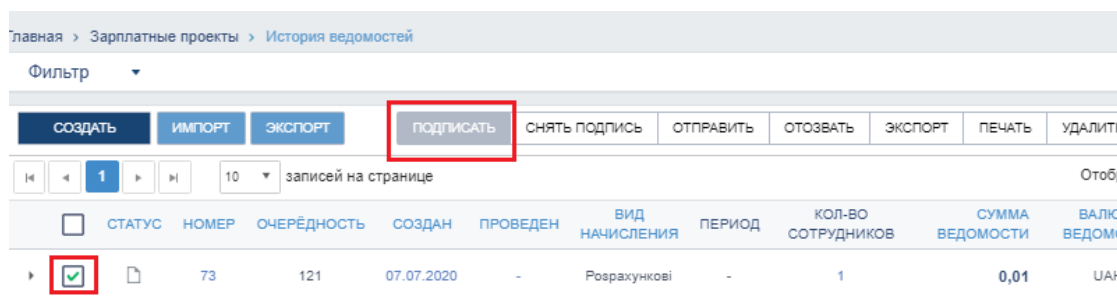 Главная > Зарплатные проекты > История ведомостей
Фильтр
СОЗДАТЬ ИМПОРТ ЭКСПОРТ ПОДПИСАТЬ СНЯТЬ ПОДПИСЬ ОТПРАВИТЬ ОТОЗВАТЬ ЭКСПОРТ ПЕЧАТЬ УДАЛИТ
1 10 записей на странице Отоб
СТАТУС НОМЕР ОЧЕРЁДНОСТЬ СОЗДАН ПРОВЕДЕН ВИД НАЧИСЛЕНИЯ ПЕРИОД КОЛ-ВО СОТРУДНИКОВ СУММА ВЕДОМОСТИ ВАЛЮ ВЕДОМ
73 121 07.07.2020 - Розрахункові - 1 0,01 UAH